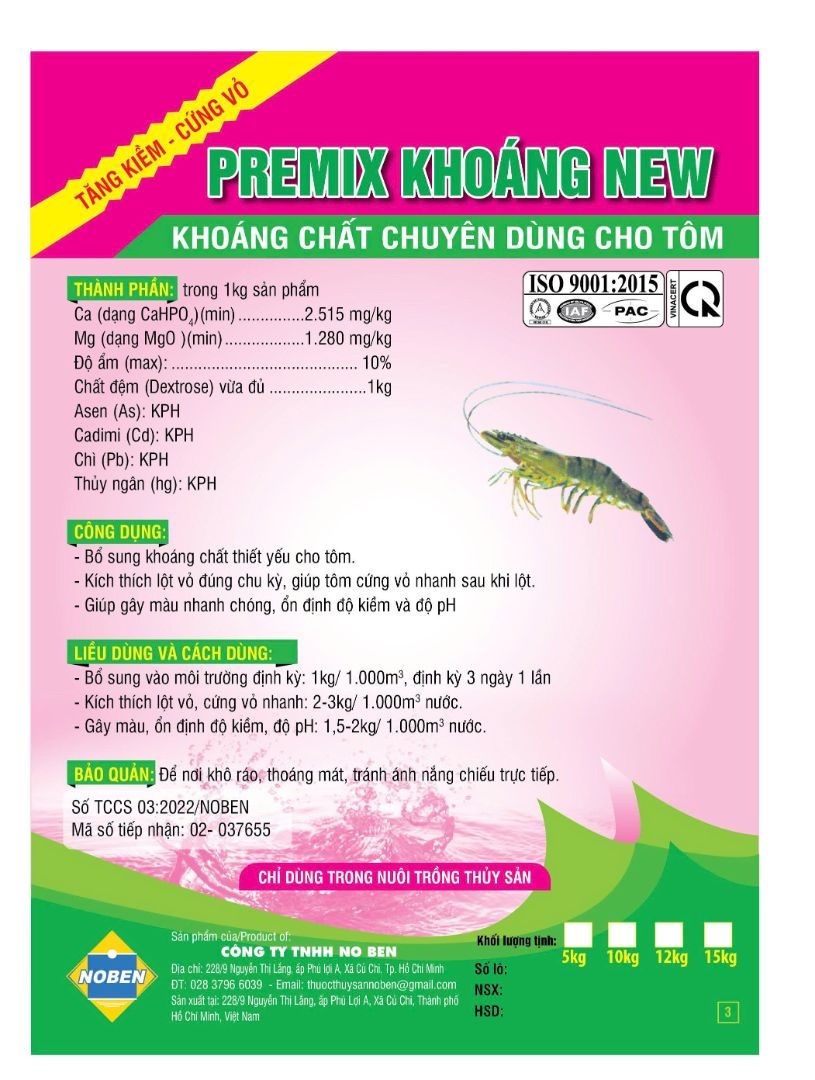 TĂNG KIỀM - CỨNG VỎ
PREMIX KHOÁNG NEW
KHOÁNG CHẤT CHUYÊN DÙNG CHO TÔM
THÀNH PHẦN: trong 1kg sản phẩm
Ca (dạng CaHPO₄)(min)...............2.515 mg/kg
Mg (dạng MgO )(min)..................1.280 mg/kg
Độ ẩm (max): .......................................... 10%
Chất đệm (Dextrose) vừa đủ ......................1kg
Asen (As): KPH
Cadimi (Cd): KPH
Chì (Pb): KPH
Thủy ngân (hg): KPH
ISO 9001:2015
IAF
PAC
VINACERT
CÔNG DỤNG:
- Bổ sung khoáng chất thiết yếu cho tôm.
- Kích thích lột vỏ đúng chu kỳ, giúp tôm cứng vỏ nhanh sau khi lột.
- Giúp gây màu nhanh chóng, ổn định độ kiềm và độ pH
LIỀU DÙNG VÀ CÁCH DÙNG:
- Bổ sung vào môi trường định kỳ: 1kg/ 1.000m³, định kỳ 3 ngày 1 lần
- Kích thích lột vỏ, cứng vỏ nhanh: 2-3kg/ 1.000m³ nước.
- Gây màu, ổn định độ kiềm, độ pH: 1,5-2kg/ 1.000m³ nước.
BẢO QUẢN: Để nơi khô ráo, thoáng mát, tránh ánh nắng chiếu trực tiếp.
Số TCCS 03:2022/NOBEN
Mã số tiếp nhận: 02- 037655
CHỈ DÙNG TRONG NUÔI TRỒNG THỦY SẢN
NOBEN
Sản phẩm của/Product of:
CÔNG TY TNHH NO BEN
Địa chỉ: 228/9 Nguyễn Thị Lắng, ấp Phú Lợi A, Xã Củ Chi, Tp. Hồ Chí Minh
ĐT: 028 3796 6039 - Email: thuocthuysannoben@gmail.com
Sản xuất tại: 228/9 Nguyễn Thị Lắng, ấp Phú Lợi A, Xã Củ Chi, Thành phố
Hồ Chí Minh, Việt Nam
Khối lượng tịnh:
5kg 10kg 12kg 15kg
Số lô:
NSX:
HSD:
3